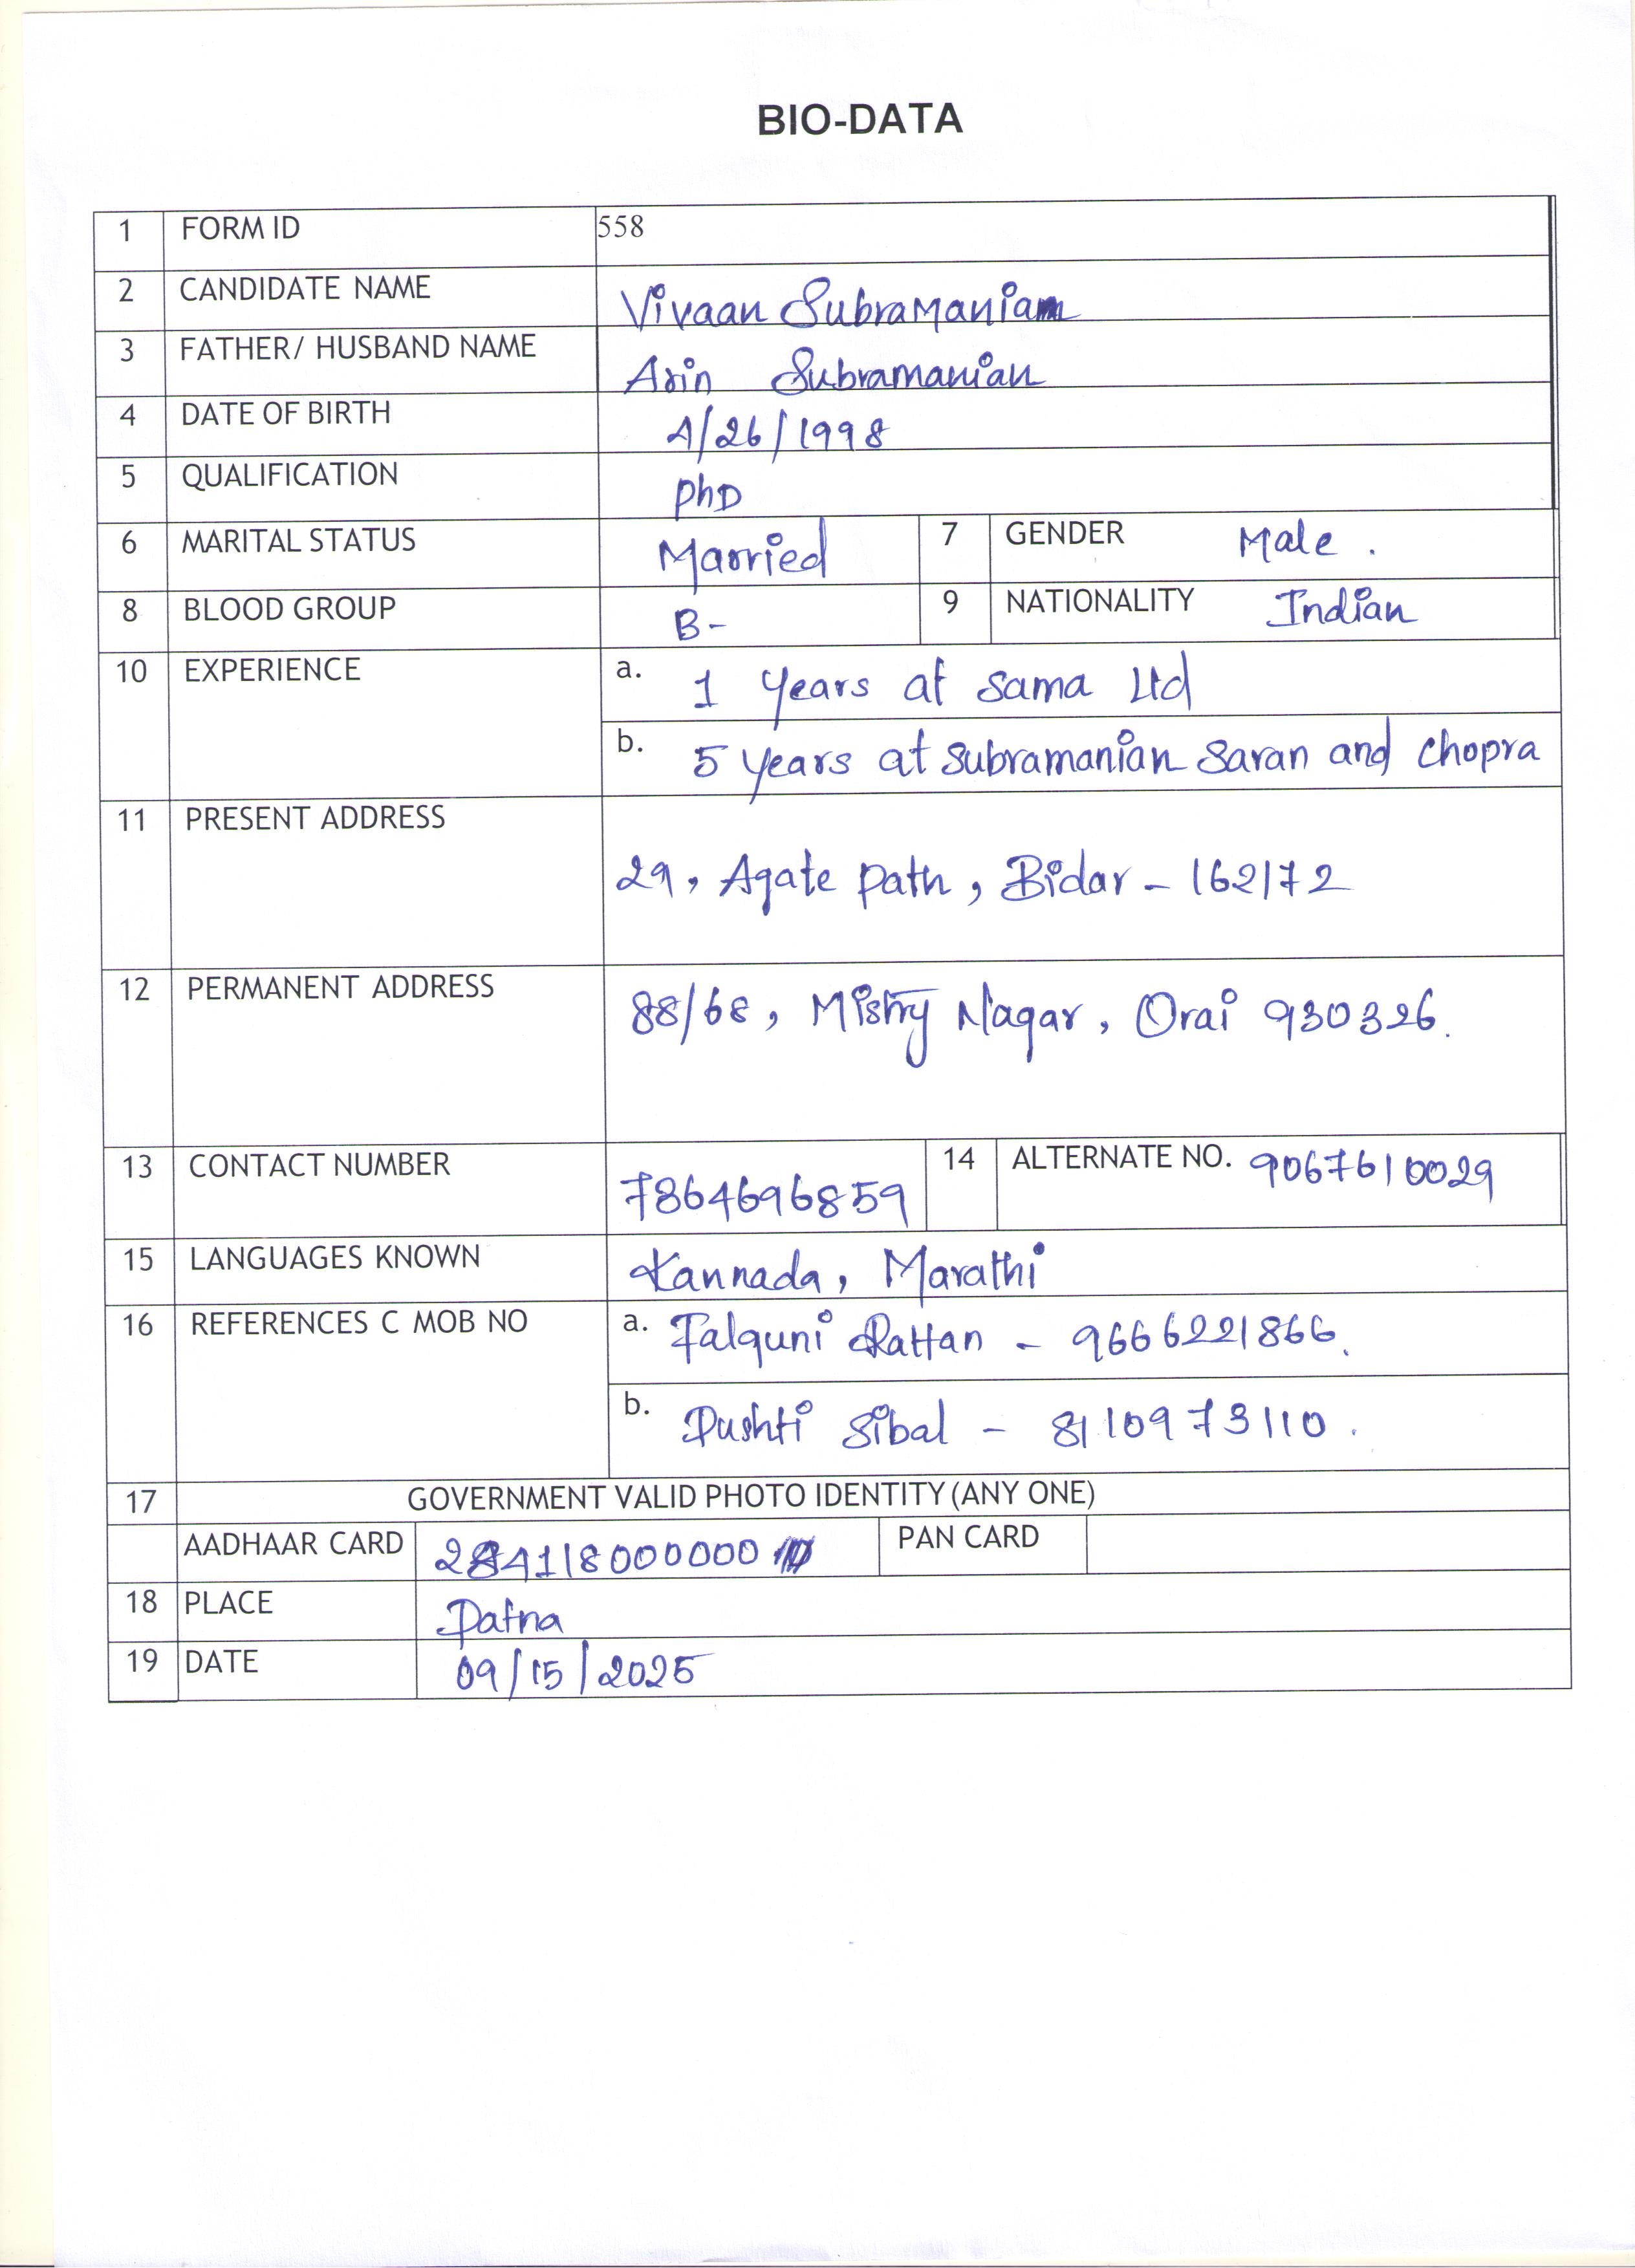 BIO-DATA
1 FORM ID 558
2 CANDIDATE NAME Vivaan Subramaniam
3 FATHER/ HUSBAND NAME Arin Subramanian
4 DATE OF BIRTH 4/26/1998
5 QUALIFICATION PhD
6 MARITAL STATUS Married 7 GENDER Male .
8 BLOOD GROUP B- 9 NATIONALITY Indian
10 EXPERIENCE a. 1 Years at Sama Ltd
b. 5 Years at Subramanian Saran and Chopra
11 PRESENT ADDRESS
29, Agate Path, Bidar - 162172
12 PERMANENT ADDRESS
88/68, Mistry Nagar, Orai 930326.
13 CONTACT NUMBER 7864696859 14 ALTERNATE NO. 9067610029
15 LANGUAGES KNOWN Kannada, Marathi
16 REFERENCES C MOB NO a. Falguni Rattan - 9666221866.
b. Pushti Sibal - 8110973110.
17 GOVERNMENT VALID PHOTO IDENTITY (ANY ONE)
AADHAAR CARD 284118000000 PAN CARD
18 PLACE Patna
19 DATE 09/15/2025